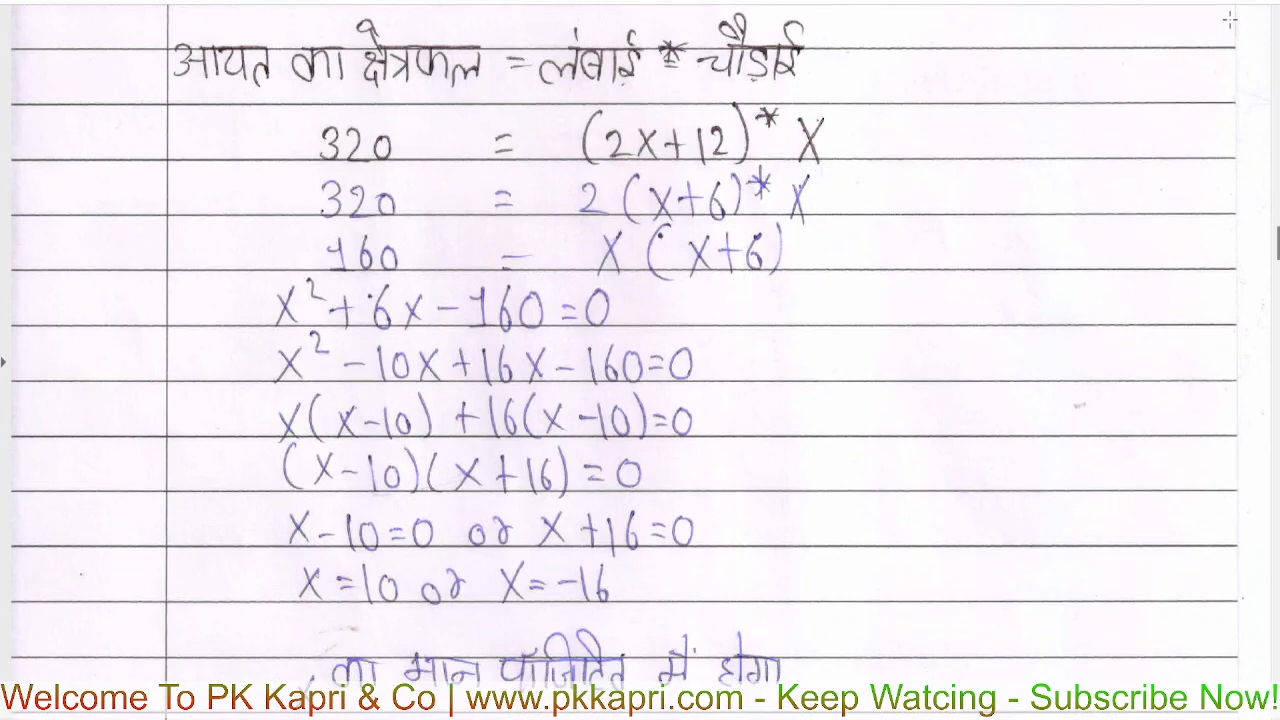 आयत का क्षेत्रफल = लंबाई * चौड़ाई
320 = (2x+12)* X
320 = 2(x+6)* X
160 = X(x+6)
x²+6x-160=0
x²-10x+16x-160=0
x(x-10)+16(x-10)=0
(x-10)(x+16)=0
x-10=0 or x+16=0
x=10 or x=-16
का मान पॉजिटिव में होगा
Welcome To PK Kapri & Co | www.pkkapri.com - Keep Watcing - Subscribe Now!